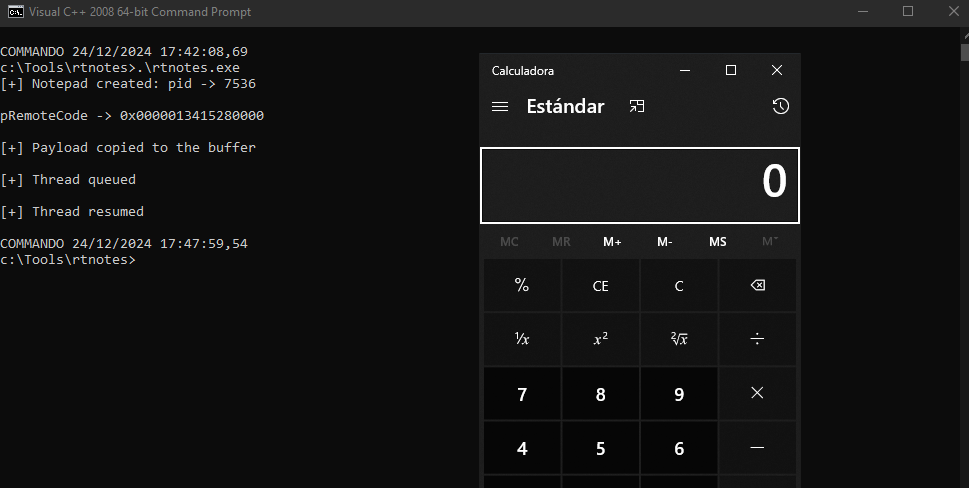 Visual C++ 2008 64-bit Command Prompt
COMMANDO 24/12/2024 17:42:08,69
c:\Tools\rtnotes>.\rtnotes.exe
[+] Notepad created: pid -> 7536
pRemoteCode -> 0x0000013415280000
[+] Payload copied to the buffer
[+] Thread queued
[+] Thread resumed
COMMANDO 24/12/2024 17:47:59,54
c:\Tools\rtnotes>
Calculadora
Estándar
0
MC MR M+ M- MS M˅
% CE C
⅟x x² ²√x ÷
7 8 9 ×
4 5 6 −